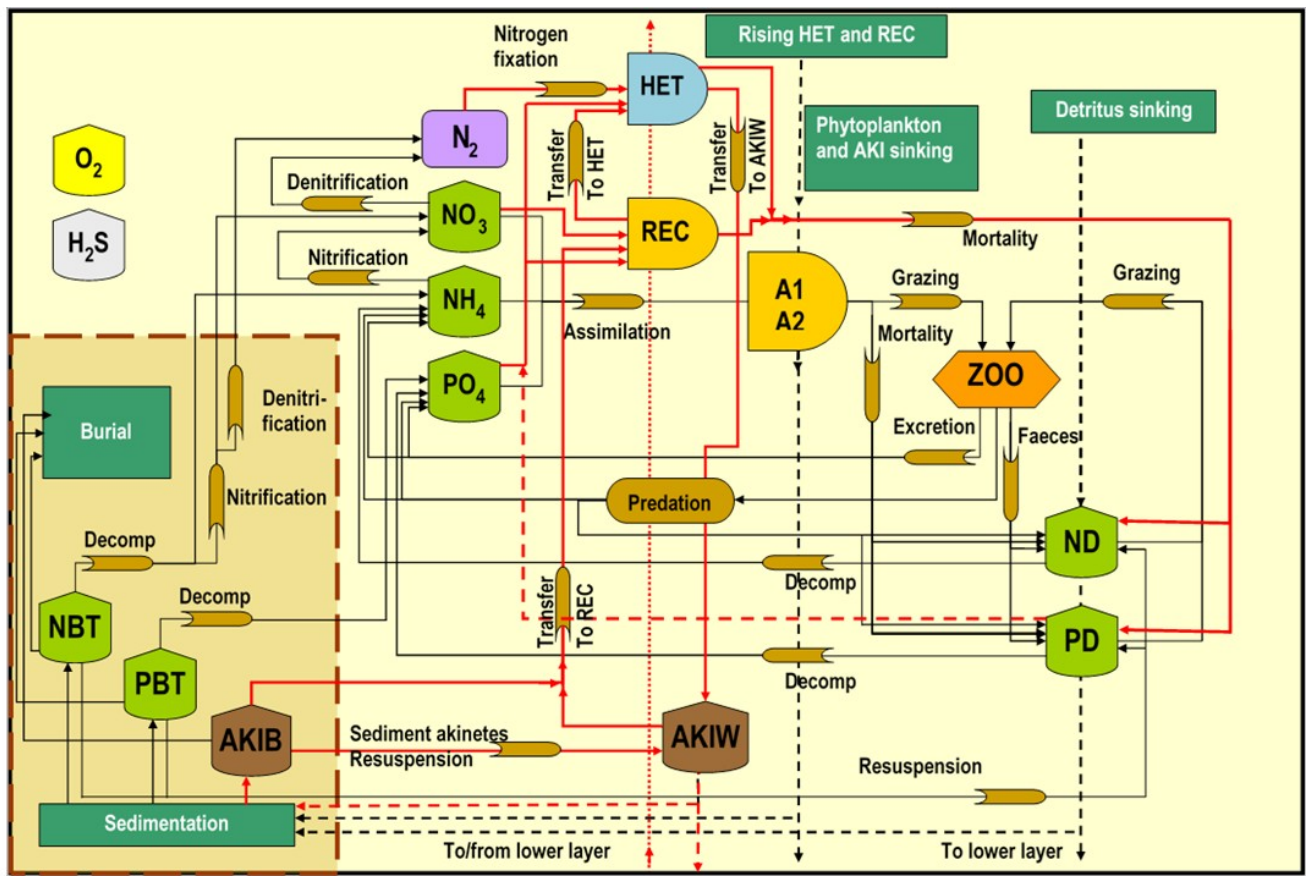 Nitrogen
fixation
HET
Rising HET and REC
Detritus sinking
Phytoplankton
and AKI sinking
O2
N2
Transfer
To HET
Transfer
To AKIW
Denitrification
NO3
H2S
REC
Mortality
Nitrification
NH4
Grazing
Grazing
A1
A2
Assimilation
Mortality
PO4
ZOO
Denitri-
fication
Burial
Excretion
Faeces
Nitrification
Predation
Decomp
ND
Decomp
Decomp
Transfer
To REC
NBT
PBT
PD
Decomp
AKIB
Sediment akinetes
Resuspension
AKIW
Resuspension
Sedimentation
To/from lower layer
To lower layer